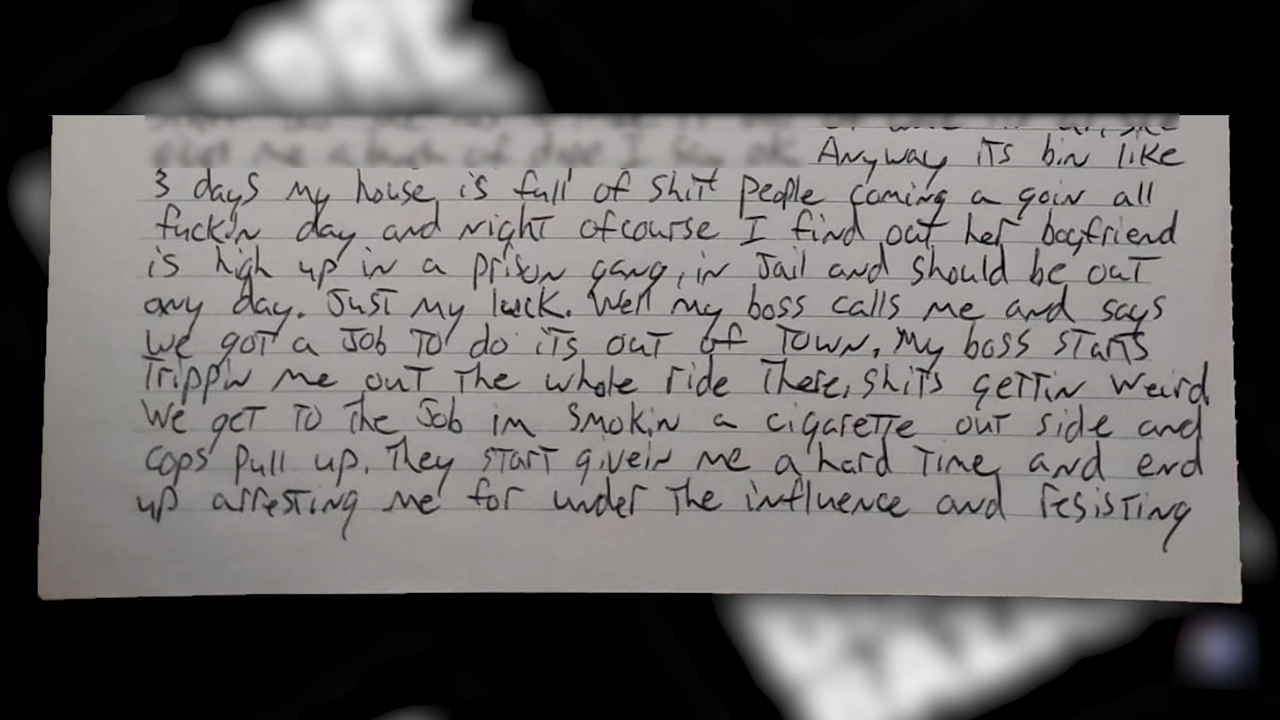 Anyway iTs bin like
3 days my house is full of shiT people coming a goin all
fuckin day and nighT ofcourse I find out her boyfriend
is high up in a prison gang, in Jail and should be ouT
any day. JusT my luck. Well my boss calls me and says
We goT a Job To do iTs ouT of Town, My boss starTs
Trippin me ouT The whole ride There, shiTs geTTin weird
We geT To The Job im smokin a cigareTTe ouT side and
cops pull up. They sTarT givein me a hard Time and end
up arresTing me for under The influence and resisTing